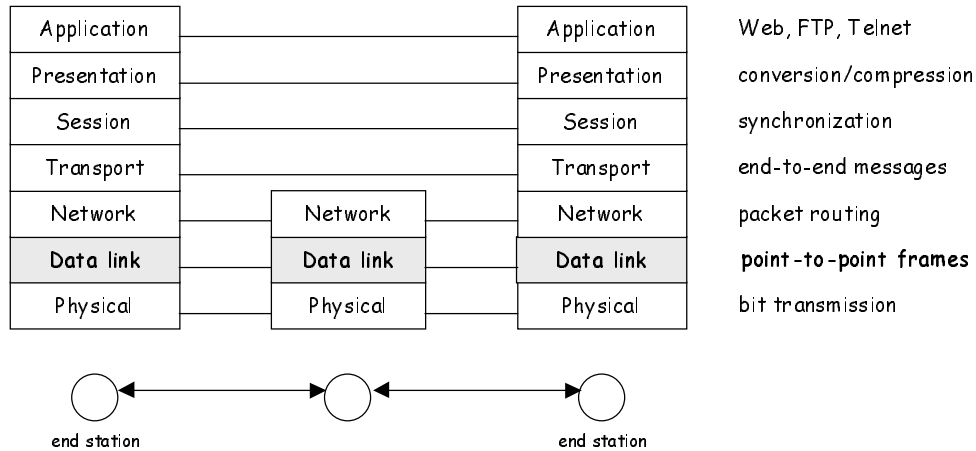 Application Application Web, FTP, Telnet
Presentation Presentation conversion/compression
Session Session synchronization
Transport Transport end-to-end messages
Network Network Network packet routing
Data link Data link Data link point-to-point frames
Physical Physical Physical bit transmission
end station end station